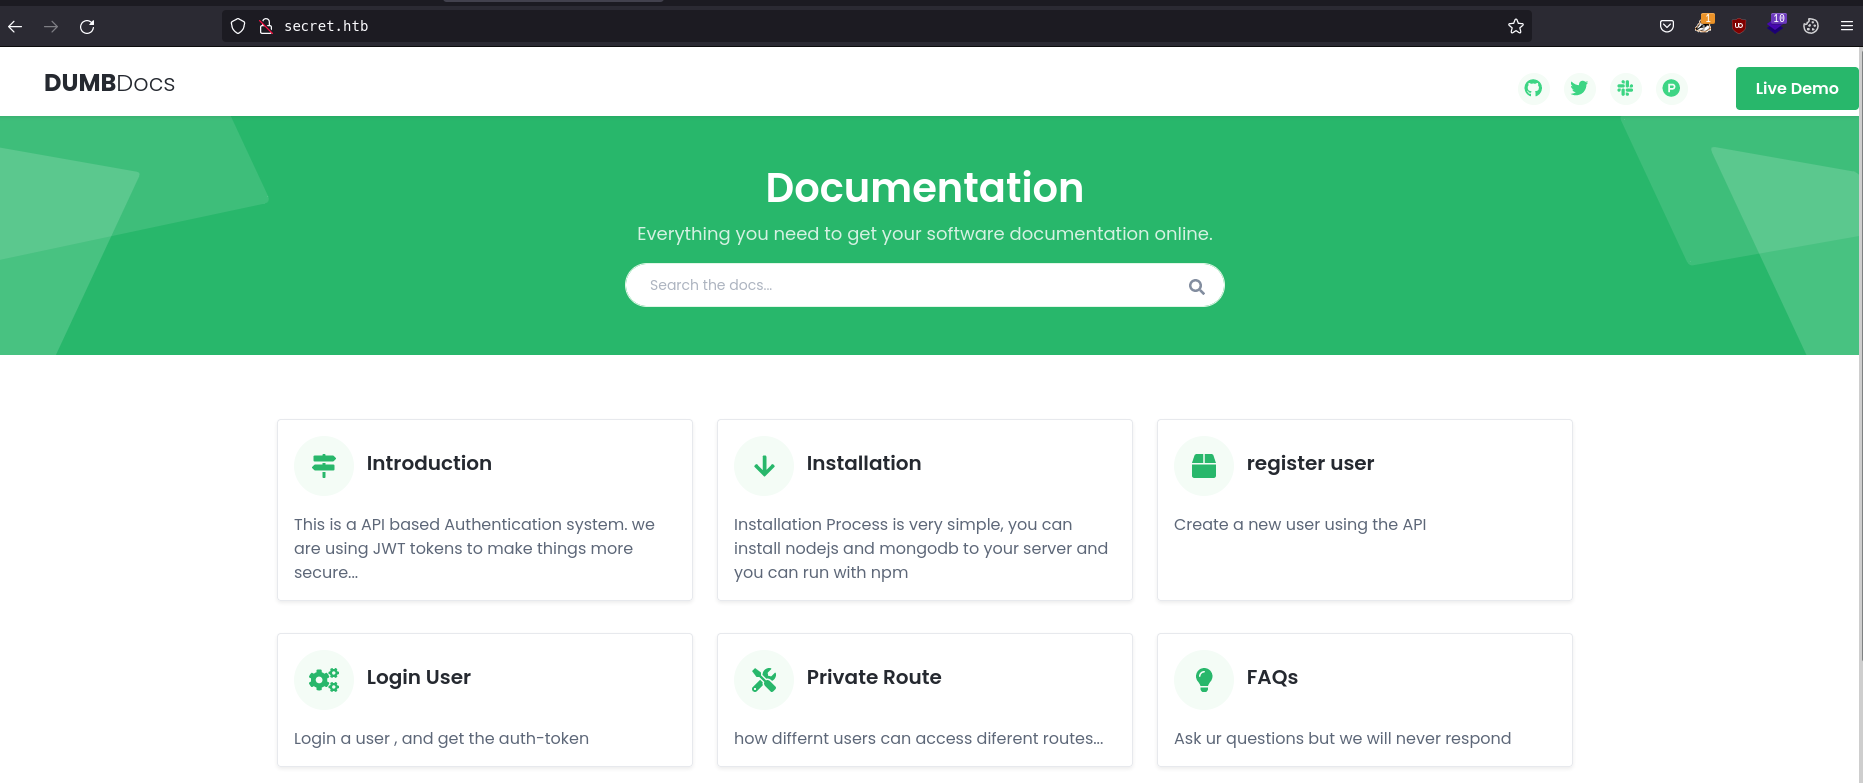 secret.htb
1
10
DUMBDocs
Live Demo
Documentation
Everything you need to get your software documentation online.
Search the docs...
Introduction
This is a API based Authentication system. we
are using JWT tokens to make things more
secure...
Installation
Installation Process is very simple, you can
install nodejs and mongodb to your server and
you can run with npm
register user
Create a new user using the API
Login User
Login a user , and get the auth-token
Private Route
how differnt users can access diferent routes...
FAQs
Ask ur questions but we will never respond